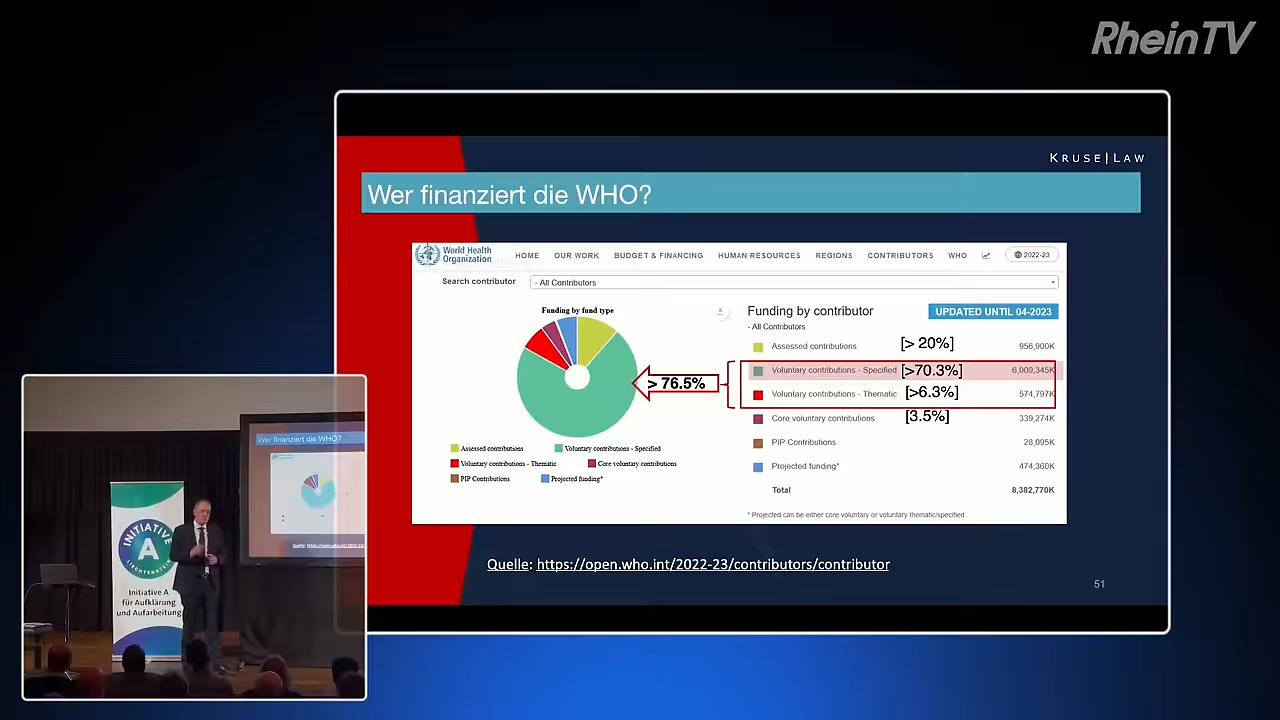 RheinTV
KRUSE|LAW
Wer finanziert die WHO?
World Health
Organization
HOME OUR WORK BUDGET & FINANCING HUMAN RESOURCES REGIONS CONTRIBUTORS WHO 2022-23
Search contributor - All Contributors
Funding by fund type
Assessed contributions Voluntary contributions - Specified
Voluntary contributions - Thematic Core voluntary contributions
PIP Contributions Projected funding*
> 76.5%
Funding by contributor UPDATED UNTIL 04-2023
- All Contributors
Assessed contributions [> 20%] 956,900K
Voluntary contributions - Specified [>70.3%] 6,009,345K
Voluntary contributions - Thematic [>6.3%] 574,797K
Core voluntary contributions [3.5%] 339,274K
PIP Contributions 28,095K
Projected funding* 474,360K
Total 8,382,770K
* Projected can be either core voluntary or voluntary thematic/specified
Quelle: https://open.who.int/2022-23/contributors/contributor
51
Wer finanziert die WHO?
INITIATIVE
A
LIECHTENSTEIN
Initiative A
für Aufklärung
und Aufarbeitung